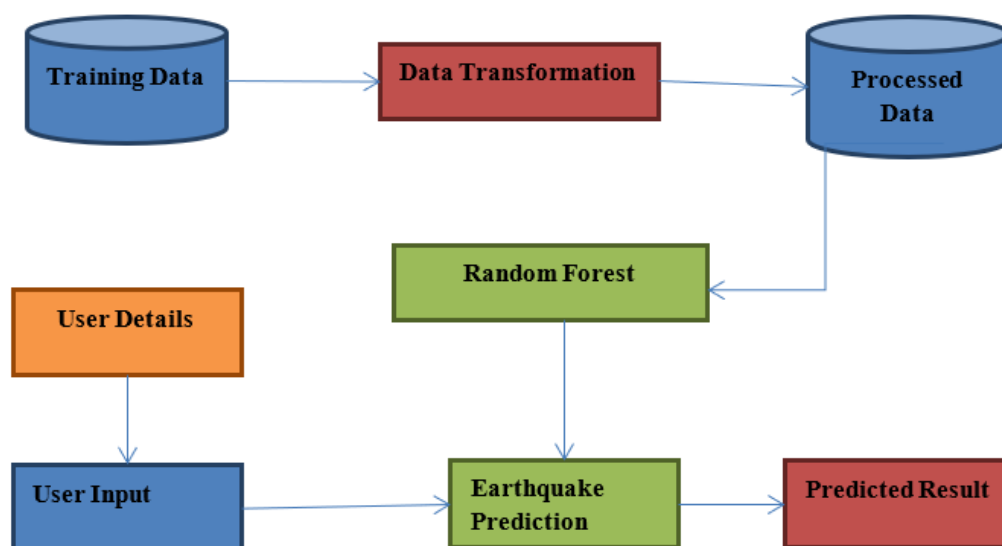 Training Data
Data Transformation
Processed
Data
Random Forest
User Details
User Input
Earthquake
Prediction
Predicted Result